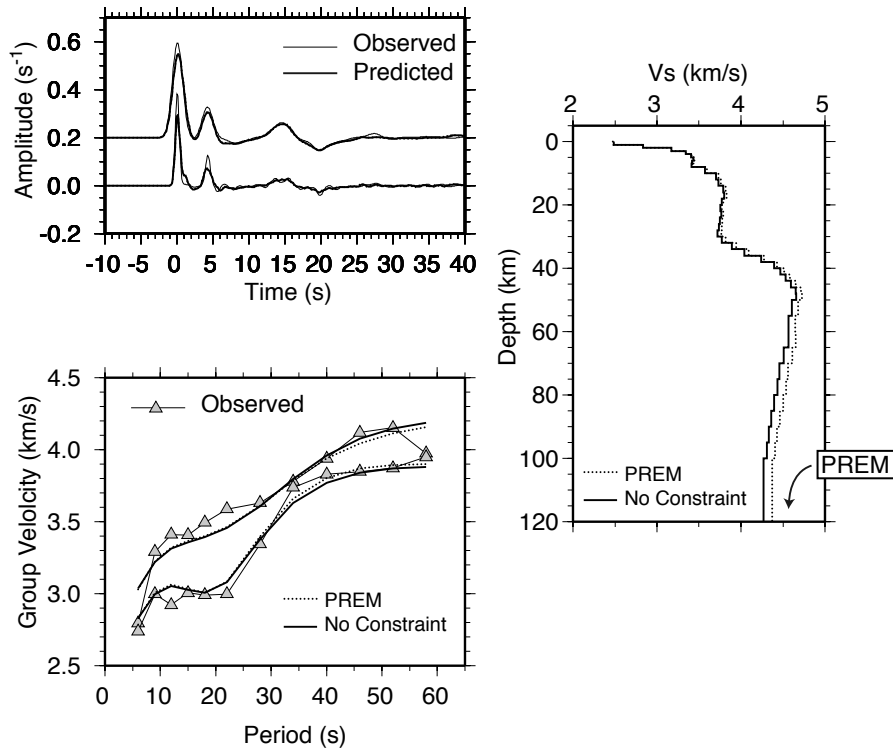 Amplitude (s-1)
0.6
0.4
0.2
0.0
-0.2
Observed
Predicted
-10 -5 0 5 10 15 20 25 30 35 40
Time (s)
Vs (km/s)
2 3 4 5
Depth (km)
0
20
40
60
80
100
120
PREM
No Constraint
PREM
Group Velolcity (km/s)
4.5
4.0
3.5
3.0
2.5
Observed
PREM
No Constraint
0 10 20 30 40 50 60
Period (s)